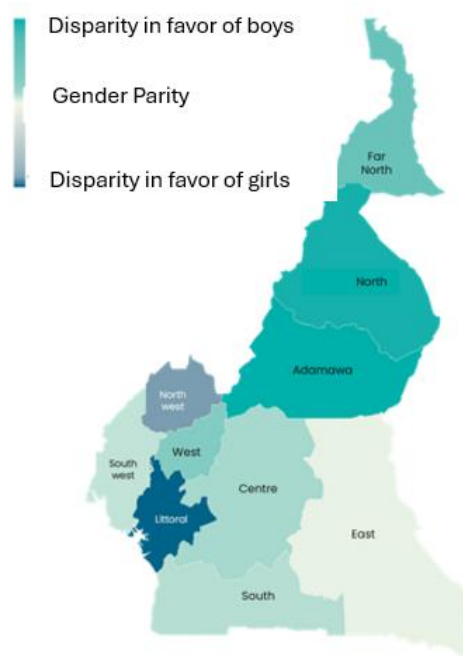 Disparity in favor of boys
Gender Parity
Disparity in favor of girls
Far
North
North
Adamawa
North
west
West
South
west
Centre
Littoral
East
South